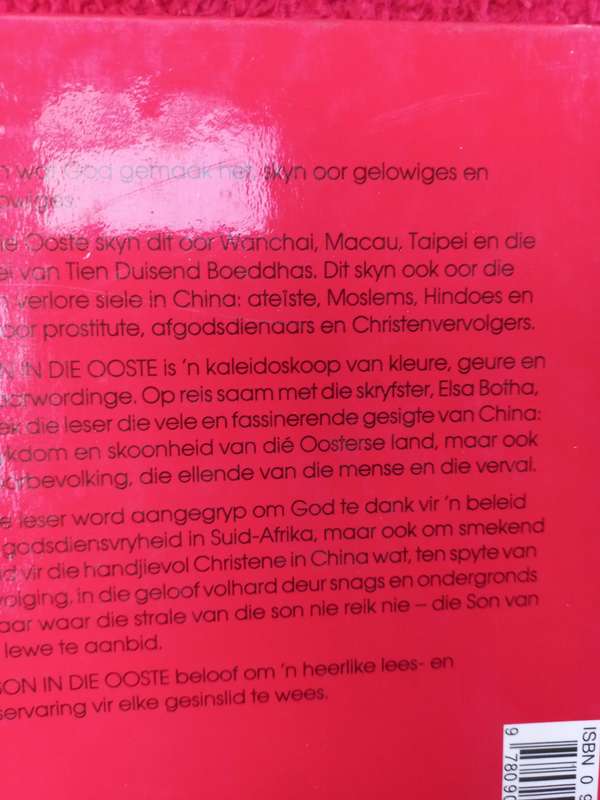 God gemaak het, skyn oor gelowiges en
Ooste skyn dit oor Wanchai, Macau, Taipei en die
van Tien Duisend Boeddhas. Dit skyn ook oor die
verlore siele in China: ateïste, Moslems, Hindoes en
oor prostitute, afgodsdienaars en Christenvervolgers.
IN DIE OOSTE is 'n kaleidoskoop van kleure, geure en
Op reis saam met die skryfster, Elsa Botha,
die leser die vele en fassinerende gesigte van China:
en skoonheid van dié Oosterse land, maar ook
die ellende van die mense en die verval.
leser word aangegryp om God te dank vir 'n beleid
godsdiensvryheid in Suid-Afrika, maar ook om smekend
vir die handjievol Christene in China wat, ten spyte van
in die geloof volhard deur snags en ondergronds
waar die strale van die son nie reik nie – die Son van
lewe te aanbid.
SON IN DIE OOSTE beloof om 'n heerlike lees- en
servaring vir elke gesinslid te wees.
ISBN 0 9
9 78090